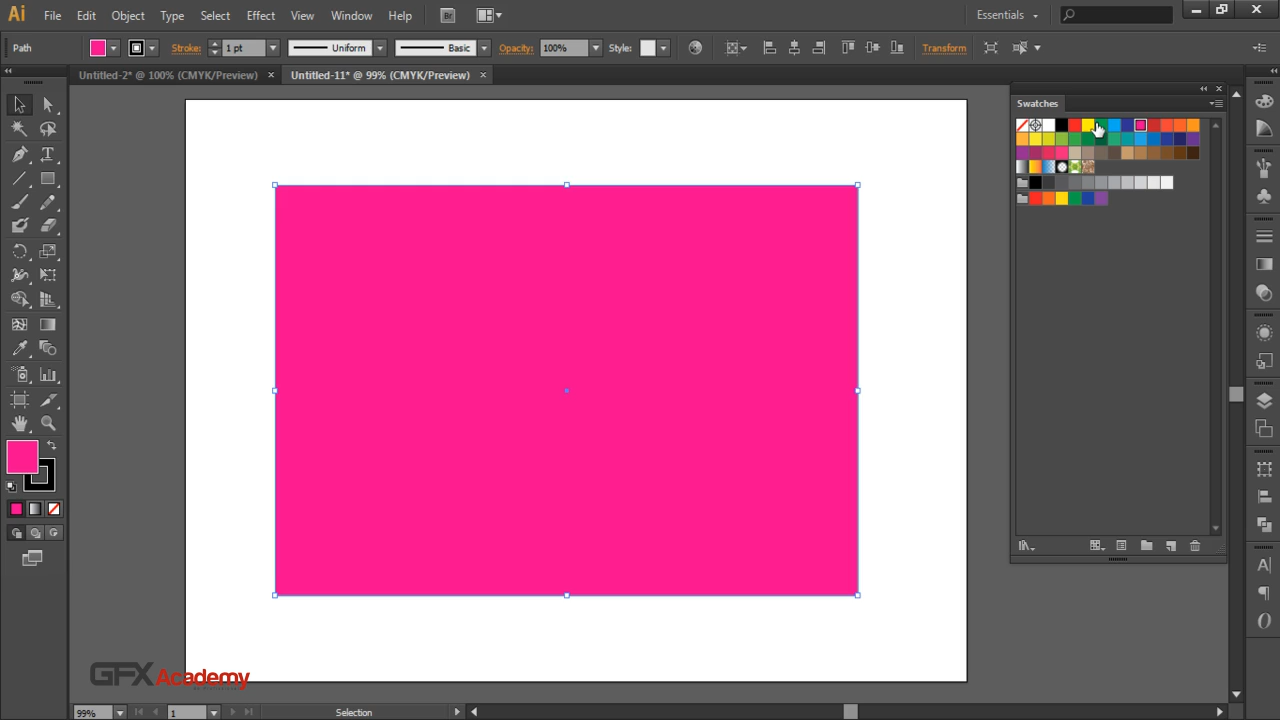 Ai File Edit Object Type Select Effect View Window Help Br Essentials
Path Stroke: 1 pt Uniform Basic Opacity: 100% Style: Transform
Untitled-2* @ 100% (CMYK/Preview) × Untitled-11* @ 99% (CMYK/Preview) ×
Swatches
GFX Academy
99% 1 Selection